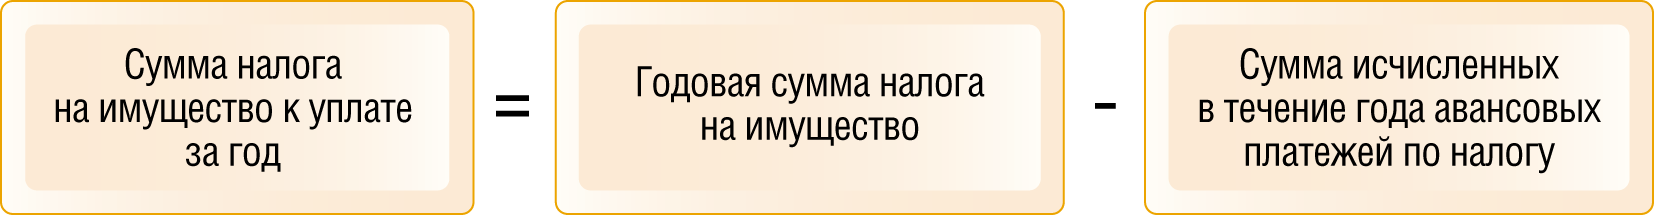 Сумма налога
на имущество к уплате
за год
=
Годовая сумма налога
на имущество
-
Сумма исчисленных
в течение года авансовых
платежей по налогу